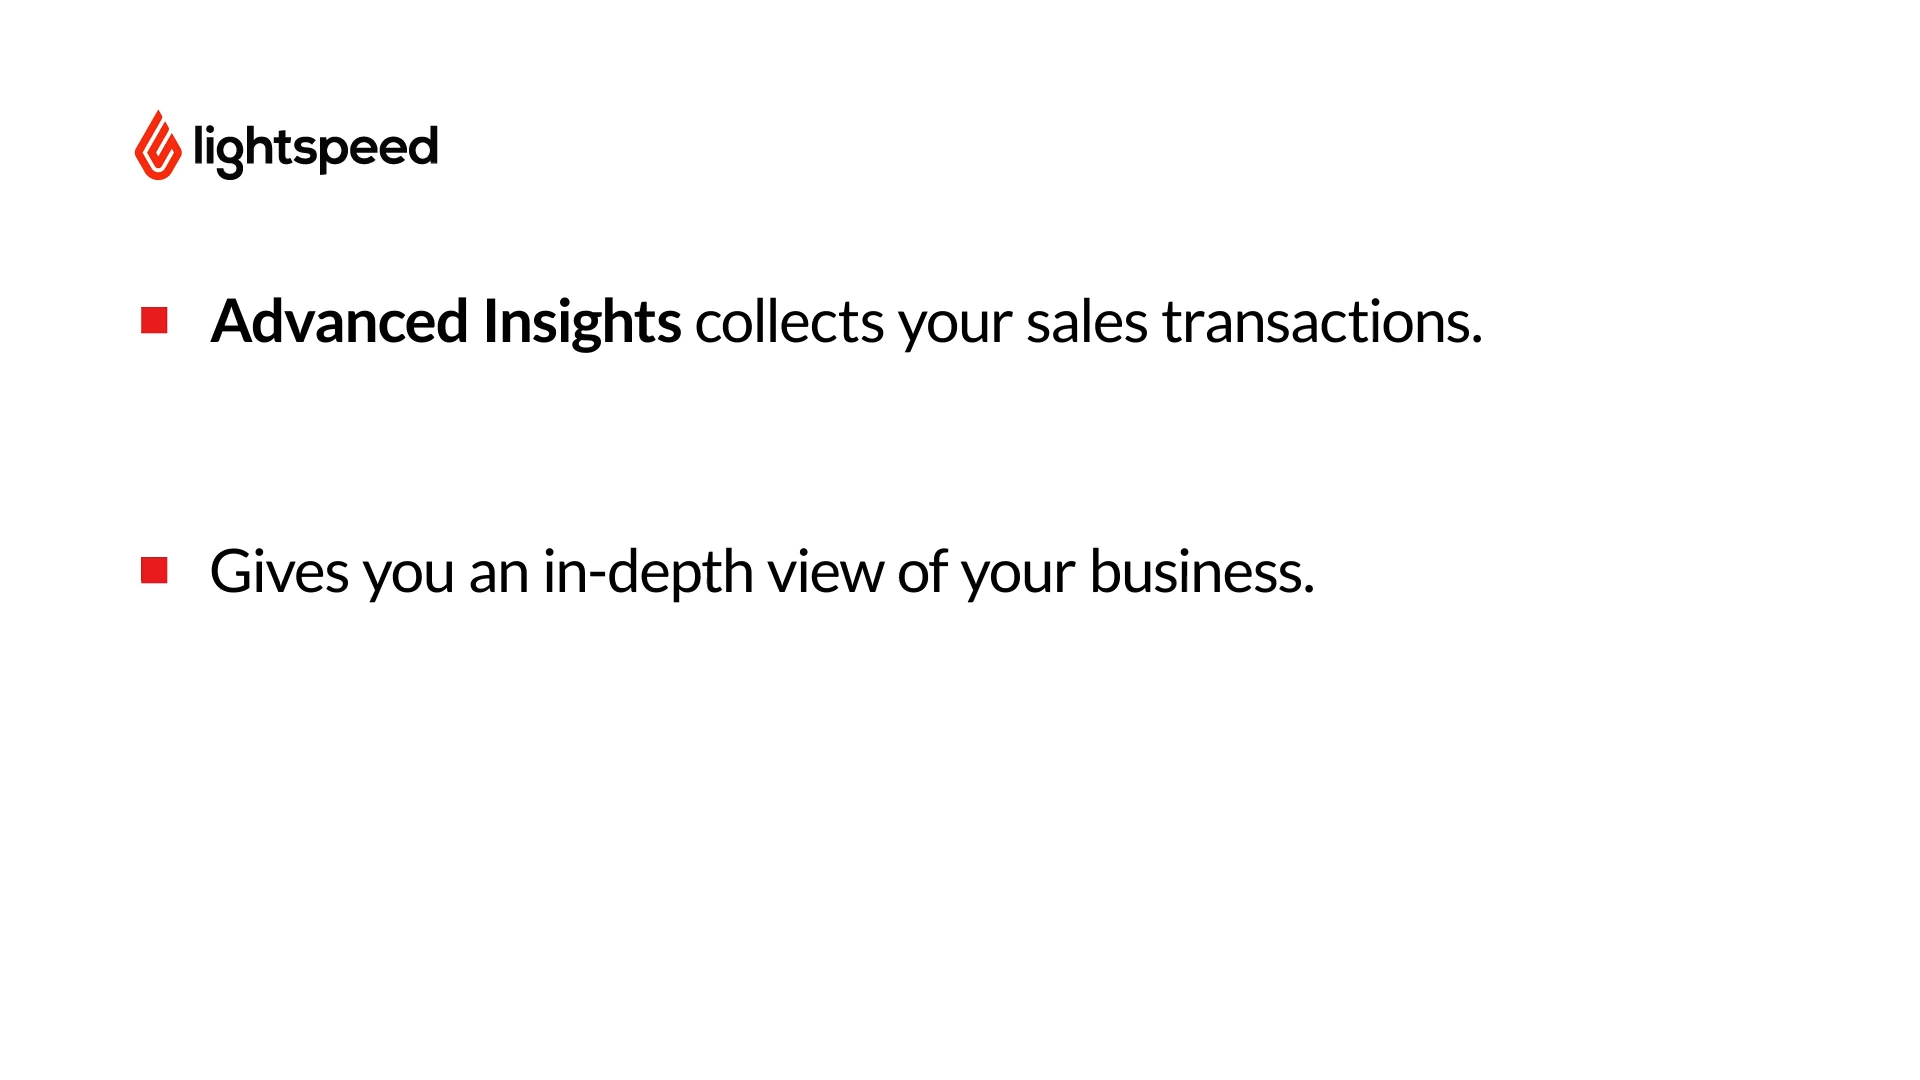 lightspeed
Advanced Insights collects your sales transactions.
Gives you an in-depth view of your business.